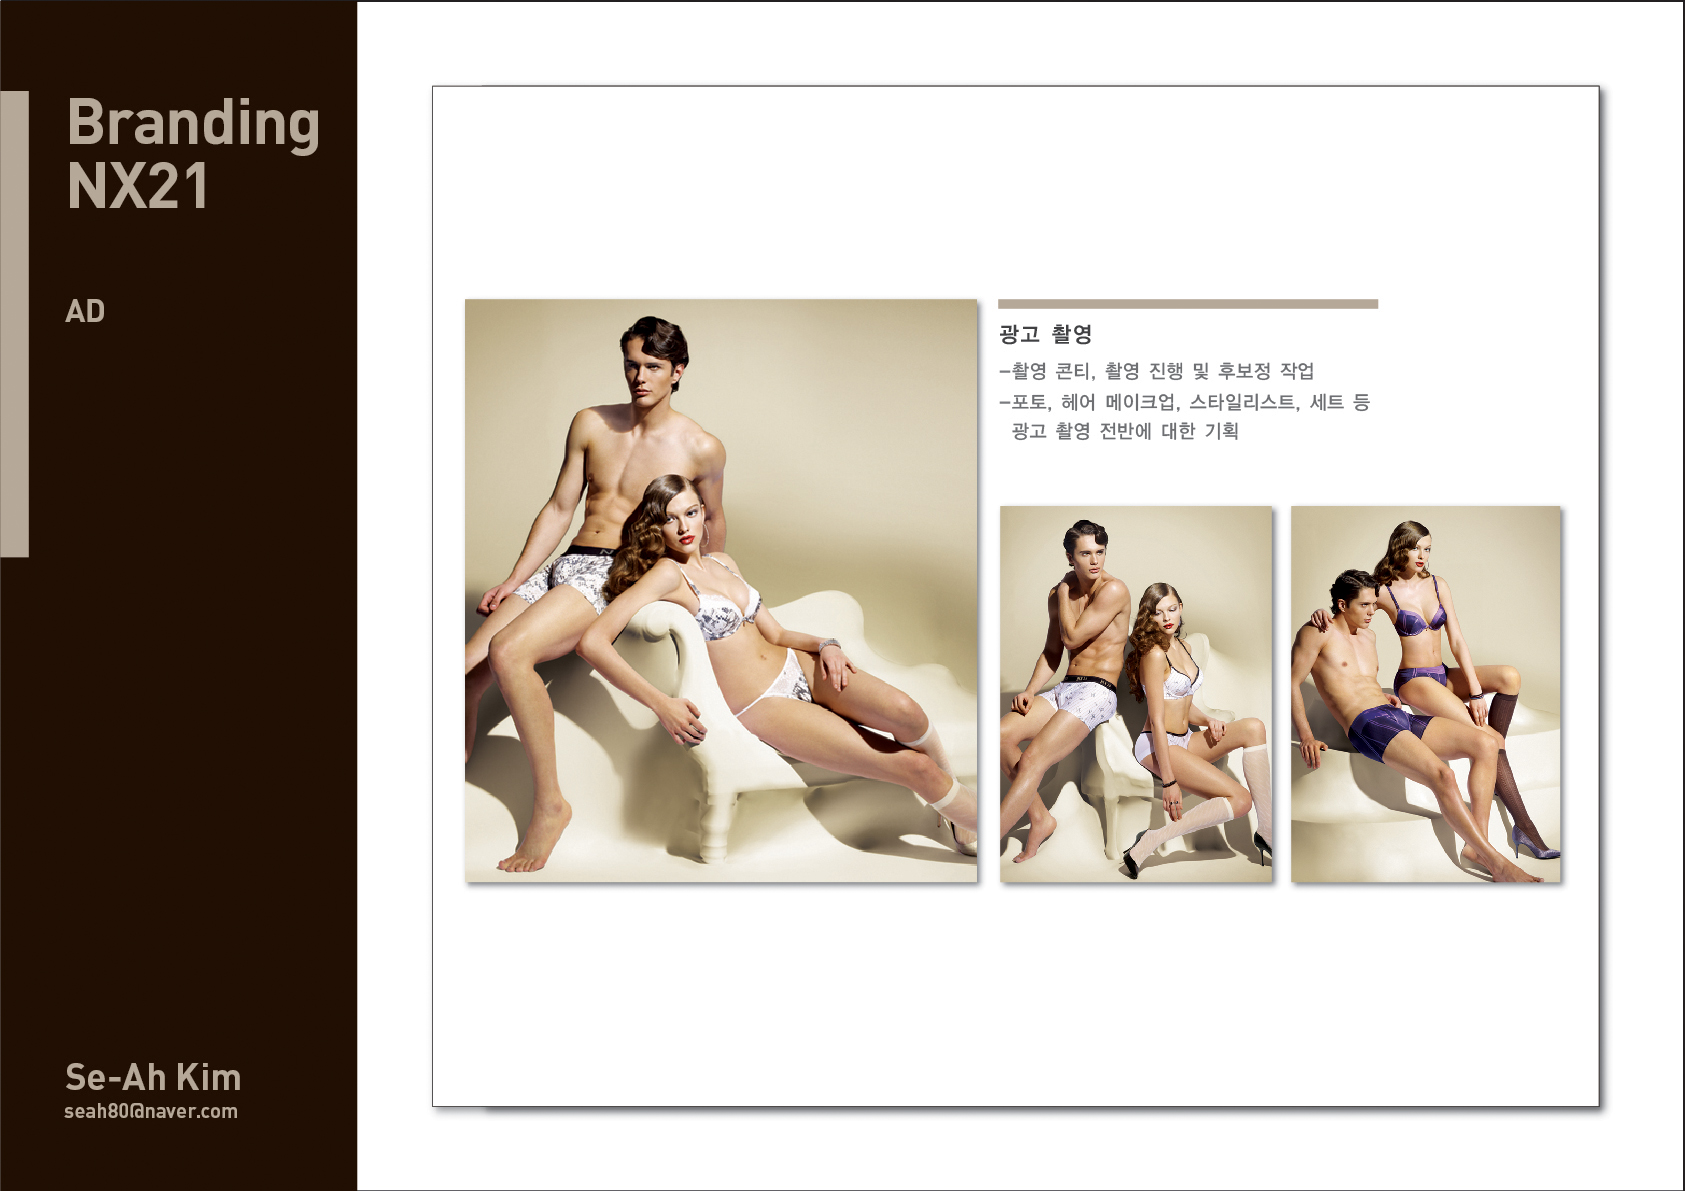 Branding
NX21
AD
광고 촬영
-촬영 콘티, 촬영 진행 및 후보정 작업
-포토, 헤어 메이크업, 스타일리스트, 세트 등
광고 촬영 전반에 대한 기획
Se-Ah Kim
seah80@naver.com